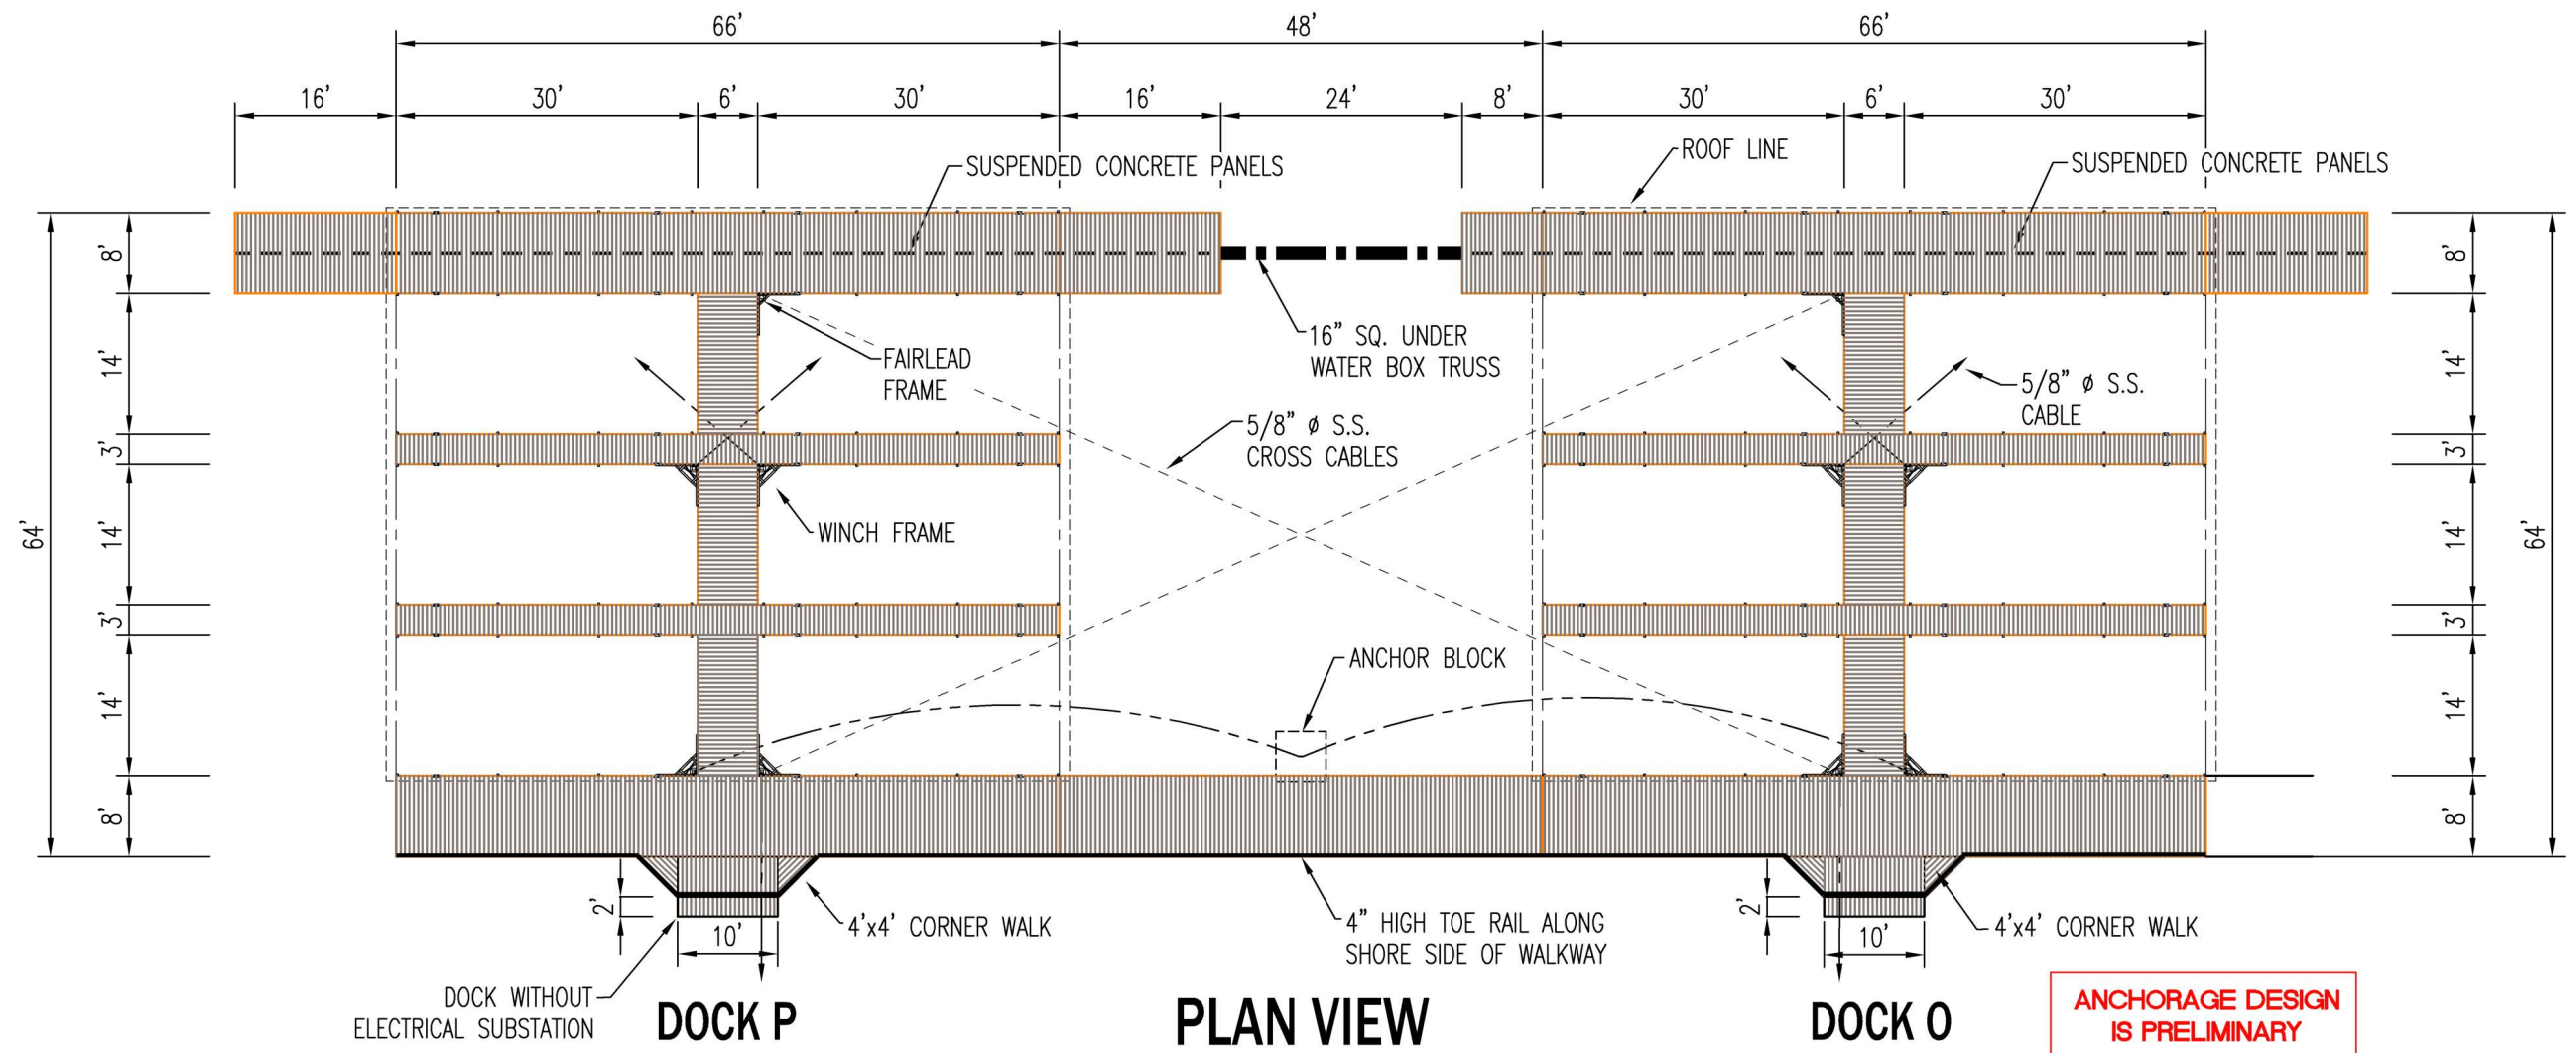 66'
48'
66'
16'
30'
6'
30'
16'
24'
8'
30'
6'
30'
ROOF LINE
SUSPENDED CONCRETE PANELS
SUSPENDED CONCRETE PANELS
8'
8'
16" SQ. UNDER
WATER BOX TRUSS
FAIRLEAD
FRAME
14'
14'
5/8" ø S.S.
CABLE
5/8" ø S.S.
CROSS CABLES
3'
3'
64'
14'
WINCH FRAME
14'
64'
3'
3'
ANCHOR BLOCK
14'
14'
8'
8'
2'
10'
4'x4' CORNER WALK
4" HIGH TOE RAIL ALONG
SHORE SIDE OF WALKWAY
2'
10'
4'x4' CORNER WALK
DOCK WITHOUT
ELECTRICAL SUBSTATION
DOCK P
PLAN VIEW
DOCK O
ANCHORAGE DESIGN
IS PRELIMINARY